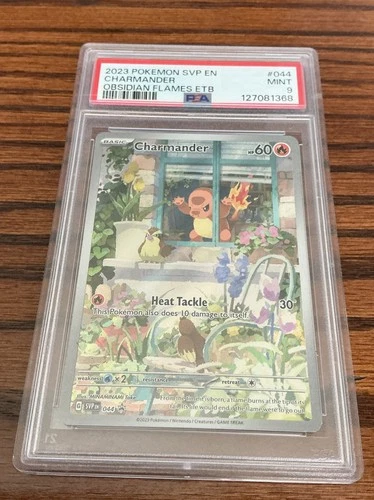 2023 POKEMON SVP EN #044
CHARMANDER MINT
OBSIDIAN FLAMES ETB 9
PSA 127081368
BASIC
Charmander HP60
Heat Tackle 30
This Pokémon also does 10 damage to itself.
weakness ×2 resistance retreat
SVP EN 044
©2023 Pokémon / Nintendo / Creatures / GAME FREAK